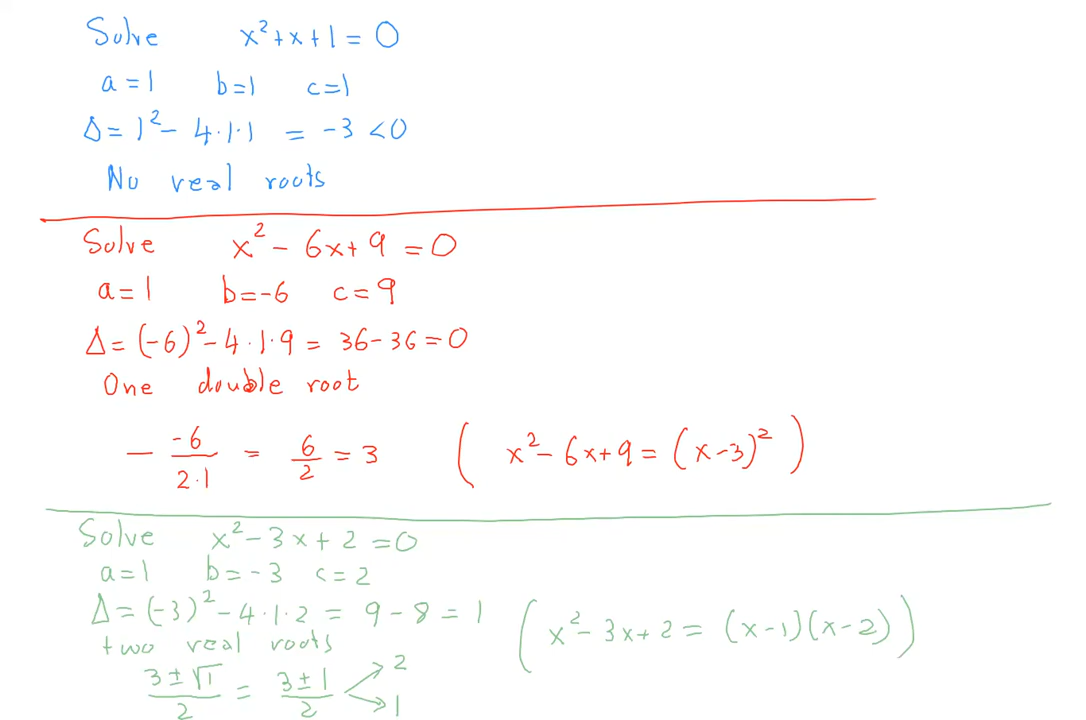 Solve x²+x+1=0
a=1 b=1 c=1
Δ=1²-4·1·1 = -3<0
No real roots
Solve x²-6x+9=0
a=1 b=-6 c=9
Δ=(-6)²-4·1·9=36-36=0
One double root
- -6/2·1 = 6/2 = 3 (x²-6x+9=(x-3)²)
Solve x²-3x+2=0
a=1 b=-3 c=2
Δ=(-3)²-4·1·2=9-8=1 (x²-3x+2=(x-1)(x-2))
two real roots
3±√1/2 = 3±1/2 2
1